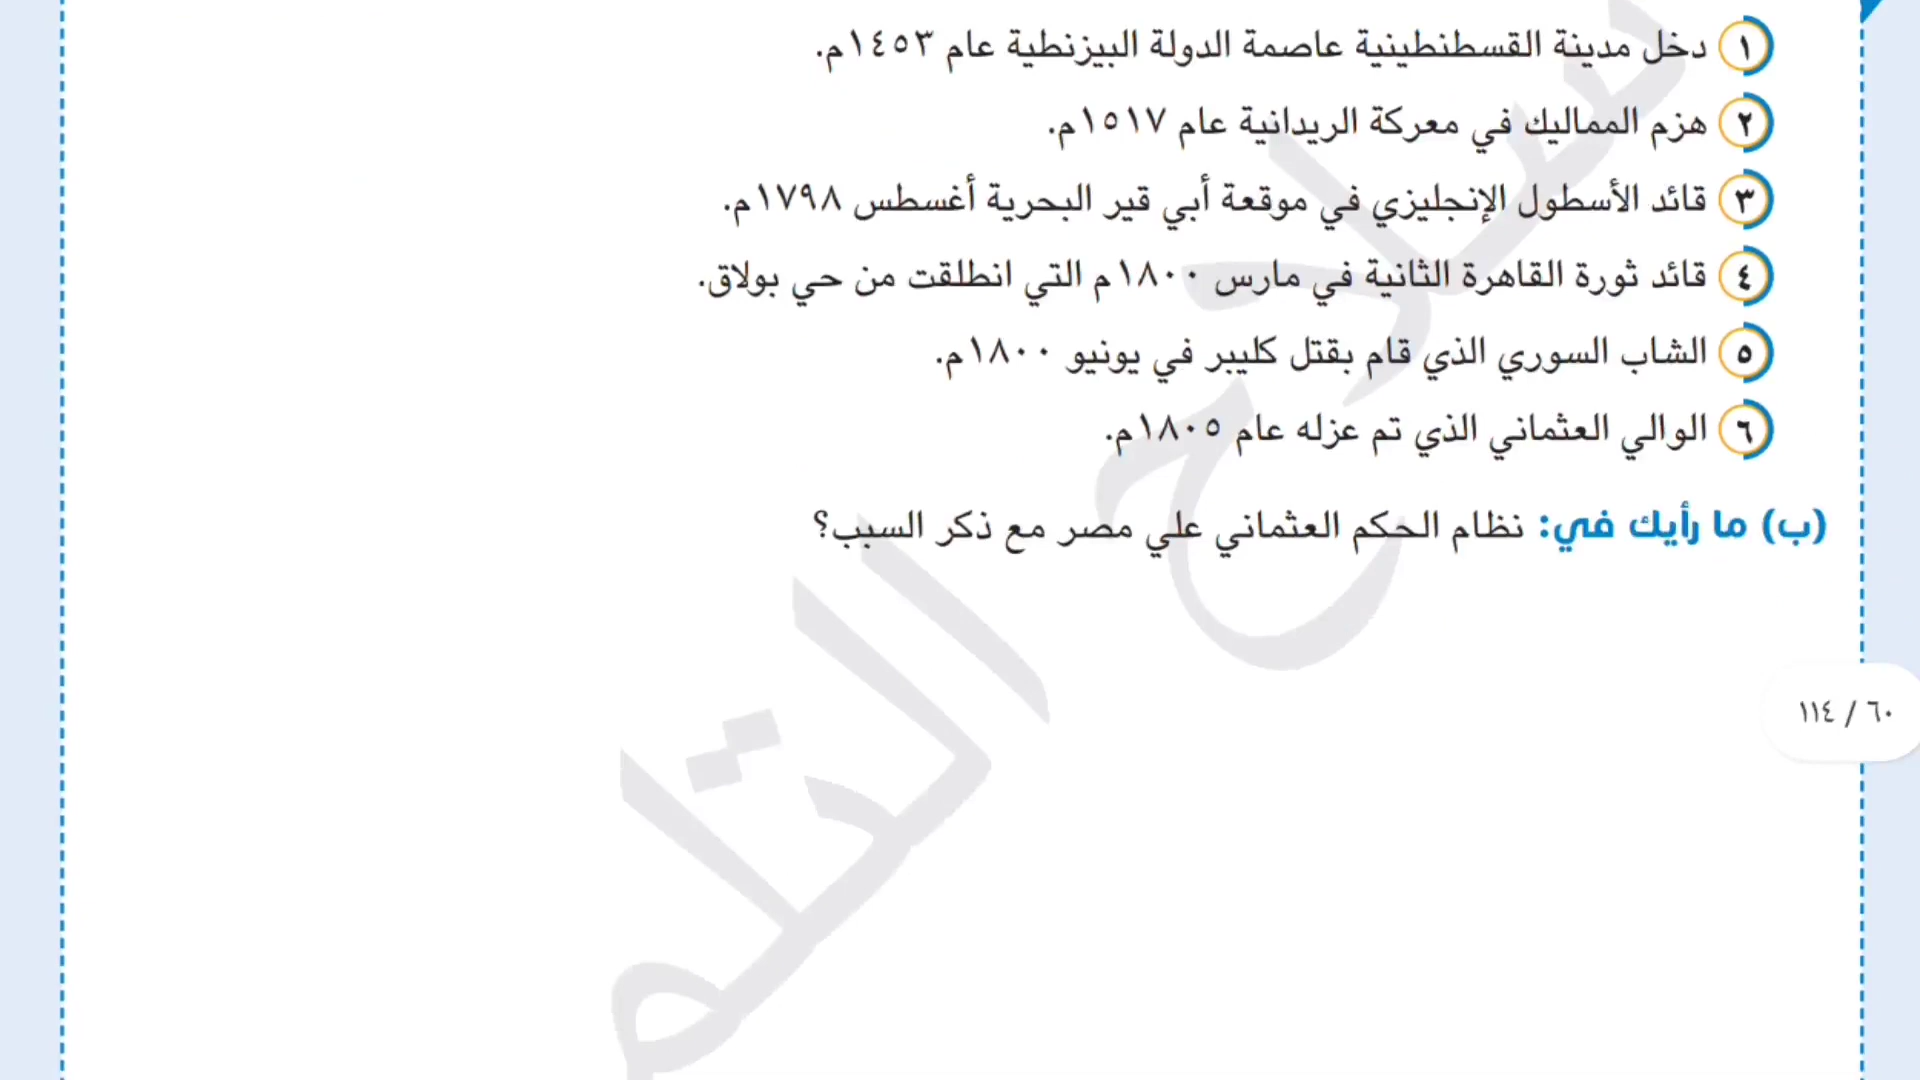 ١ دخل مدينة القسطنطينية عاصمة الدولة البيزنطية عام ١٤٥٣م.
٢ هزم المماليك في معركة الريدانية عام ١٥١٧م.
٣ قائد الأسطول الإنجليزي في موقعة أبي قير البحرية أغسطس ١٧٩٨م.
٤ قائد ثورة القاهرة الثانية في مارس ١٨٠٠م التي انطلقت من حي بولاق.
٥ الشاب السوري الذي قام بقتل كليبر في يونيو ١٨٠٠م.
٦ الوالي العثماني الذي تم عزله عام ١٨٠٥م.
(ب) ما رأيك في: نظام الحكم العثماني علي مصر مع ذكر السبب؟
٦٠ / ١١٤
سلاح